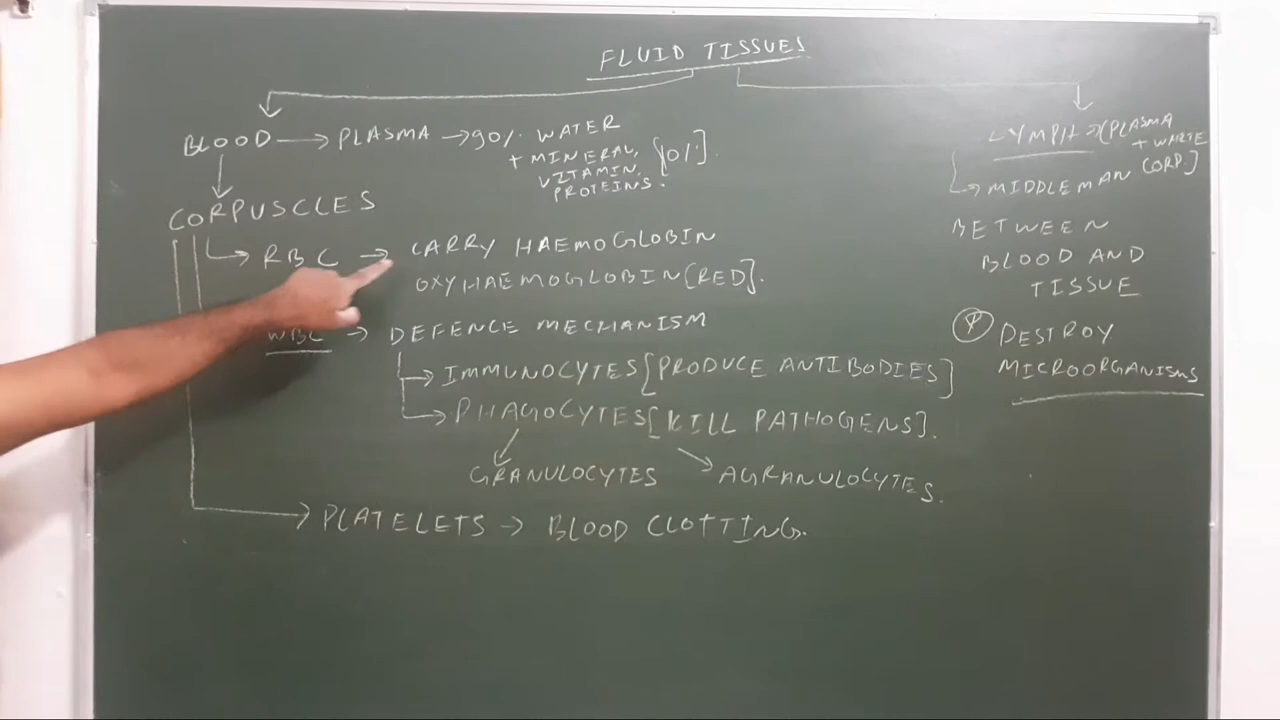 FLUID TISSUES
BLOOD → PLASMA → 90% WATER
+ MINERAL, [10%].
VITAMIN,
PROTEINS.
CORPUSCLES
→ RBC → CARRY HAEMOGLOBIN
OXYHAEMOGLOBIN [RED].
WBC → DEFENCE MECHANISM
→ IMMUNOCYTES [PRODUCE ANTIBODIES]
→ PHAGOCYTES [KILL PATHOGENS].
GRANULOCYTES AGRANULOCYTES.
→ PLATELETS → BLOOD CLOTTING.
LYMPH → [PLASMA
+ WHITE
CORP.]
→ MIDDLEMAN
BETWEEN
BLOOD AND
TISSUE
DESTROY
MICROORGANISMS